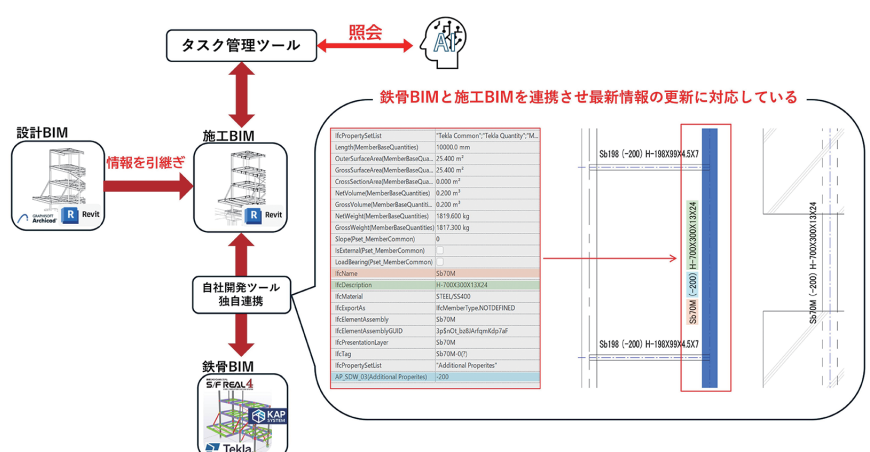 タスク管理ツール
照会
AI
設計BIM
GRAPHISOFT
Archicad
R Revit
情報を引継ぎ
施工BIM
R Revit
自社開発ツール
独自連携
鉄骨BIM
S/F REAL4
KAP
SYSTEM
Tekla
鉄骨BIMと施工BIMを連携させ最新情報の更新に対応している
IfcPropertySetList "Tekla Common";"Tekla Quantity";"M...
Length(MemberBaseQuantities) 10000.0 mm
OuterSurfaceArea(MemberBaseQua... 25.400 m²
GrossSurfaceArea(MemberBaseQua... 25.400 m²
CrossSectionArea(MemberBaseQua... 0.000 m²
NetVolume(MemberBaseQuantities) 0.200 m³
GrossVolume(MemberBaseQuantiti... 0.200 m³
NetWeight(MemberBaseQuantities) 1819.600 kg
GrossWeight(MemberBaseQuantities) 1817.300 kg
Slope(Pset_MemberCommon) 0
IsExternal(Pset_MemberCommon)
LoadBearing(Pset_MemberCommon)
IfcName Sb70M
IfcDescription H-700X300X13X24
IfcMaterial STEEL/SS400
IfcExportAs IfcMemberType.NOTDEFINED
IfcElementAssembly Sb70M
IfcElementAssemblyGUID 3p$nOt_bz8JArfqmKdp7aF
IfcPresentationLayer Sb70M
IfcTag Sb70M-0(?)
IfcPropertySetList "Additional Properites"
AP_SDW_03(Additional Properites) -200
Sb198 (-200) H-198X99X4.5X7
Sb70M (-200) H-700X300X13X24
Sb198 (-200) H-198X99X4.5X7
Sb70M (-200) H-700X300X13X24